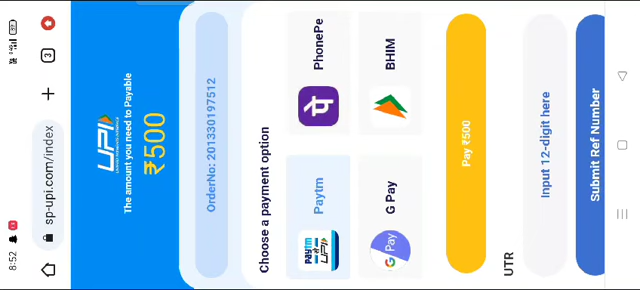 8:52
sp-upi.com/index
3
UPI
The amount you need to Payable
₹500
OrderNo: 201330197512
Choose a payment option
Paytm
PhonePe
G Pay
G Pay
BHIM
Pay ₹500
UTR
Input 12-digit here
Submit Ref Number